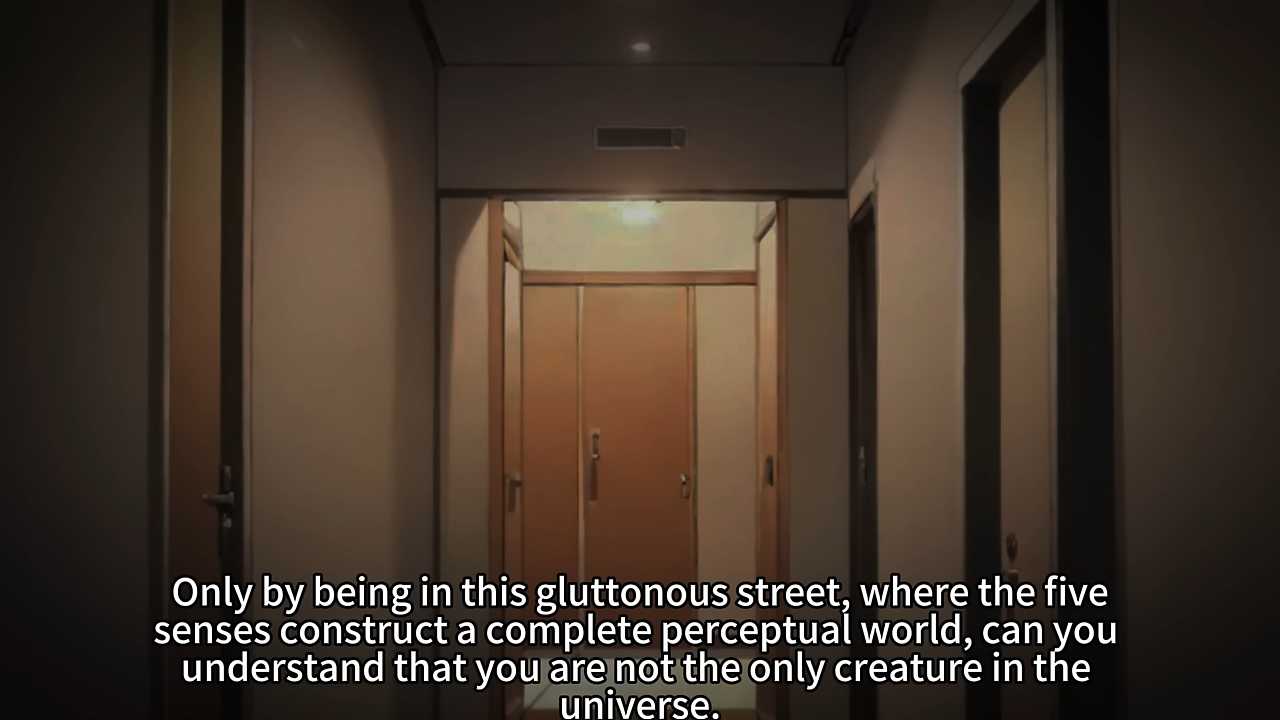 Only by being in this gluttonous street, where the five
senses construct a complete perceptual world, can you
understand that you are not the only creature in the
universe.